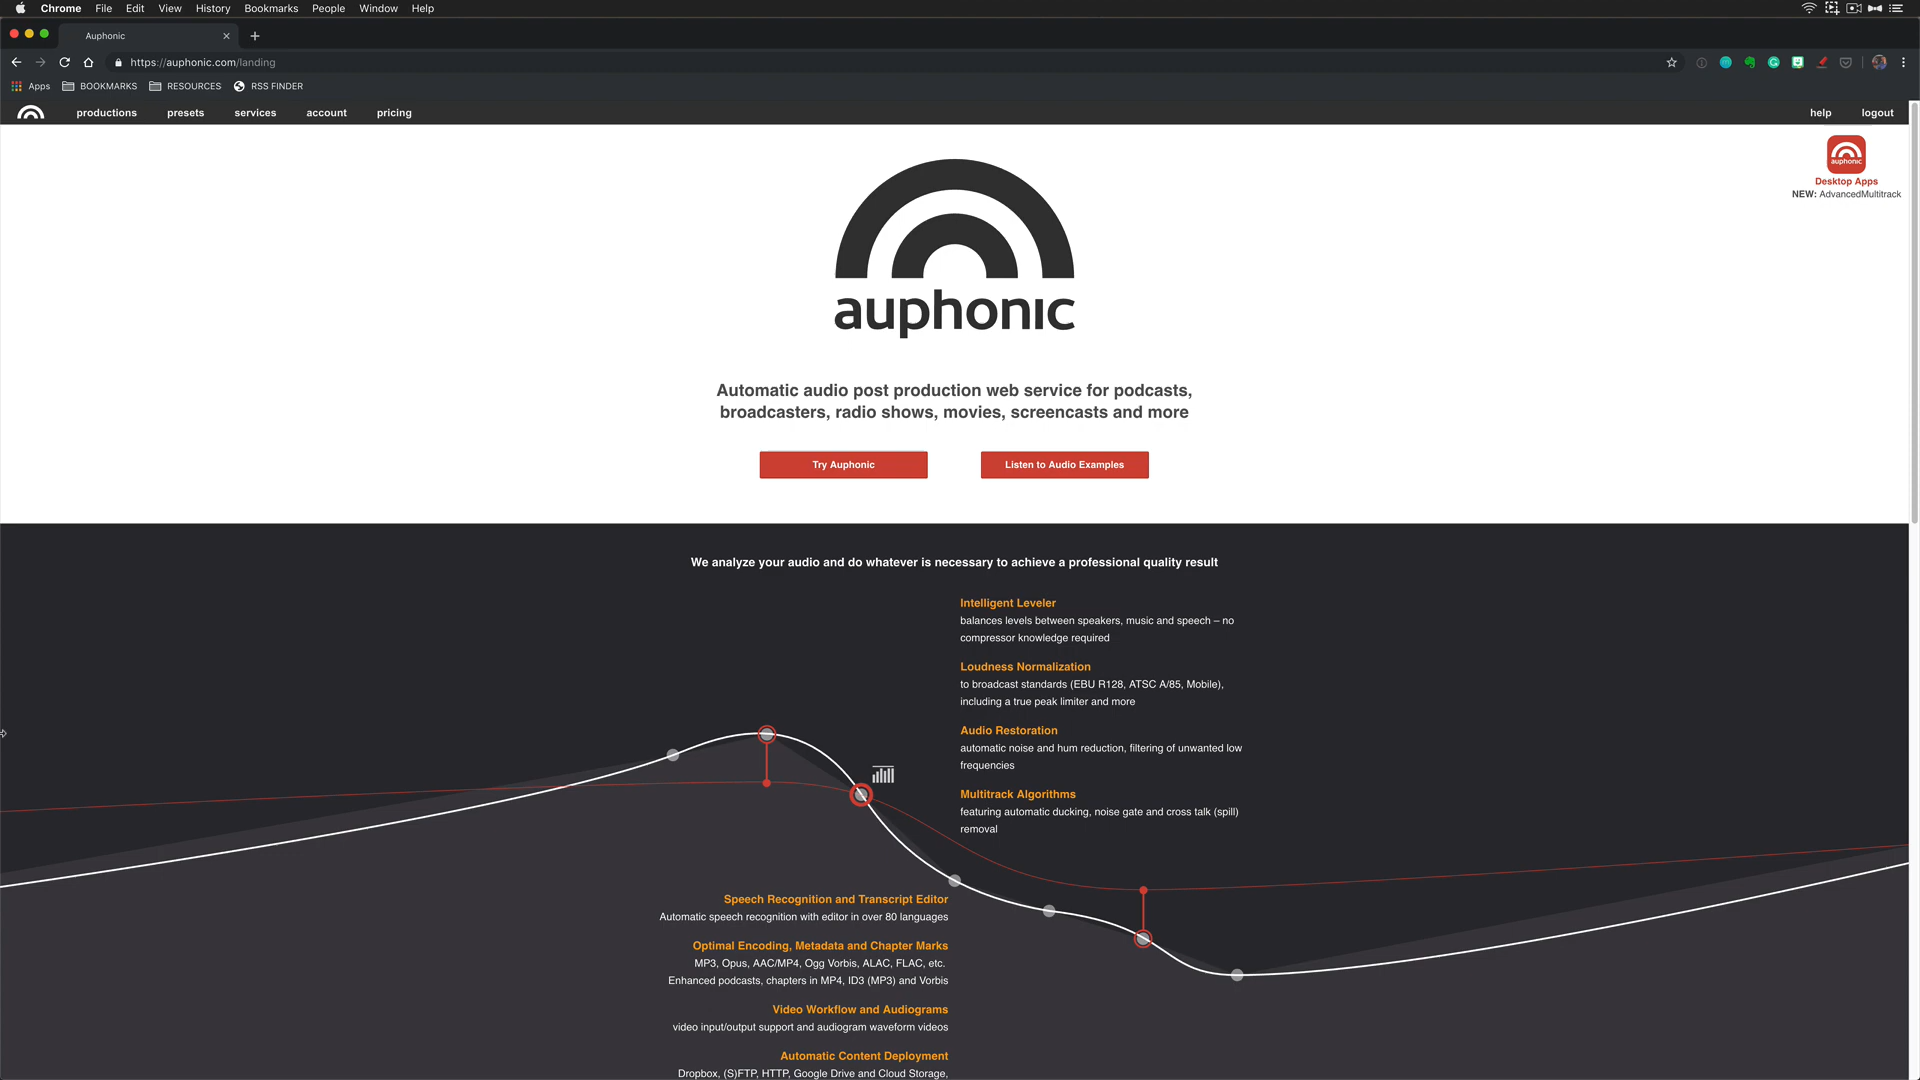 Chrome File Edit View History Bookmarks People Window Help
Auphonic
https://auphonic.com/landing
Apps BOOKMARKS RESOURCES RSS FINDER
productions presets services account pricing help logout
auphonic
Desktop Apps
NEW: AdvancedMultitrack
auphonic
Automatic audio post production web service for podcasts,
broadcasters, radio shows, movies, screencasts and more
Try Auphonic Listen to Audio Examples
We analyze your audio and do whatever is necessary to achieve a professional quality result
Intelligent Leveler
balances levels between speakers, music and speech – no
compressor knowledge required
Loudness Normalization
to broadcast standards (EBU R128, ATSC A/85, Mobile),
including a true peak limiter and more
Audio Restoration
automatic noise and hum reduction, filtering of unwanted low
frequencies
Multitrack Algorithms
featuring automatic ducking, noise gate and cross talk (spill)
removal
Speech Recognition and Transcript Editor
Automatic speech recognition with editor in over 80 languages
Optimal Encoding, Metadata and Chapter Marks
MP3, Opus, AAC/MP4, Ogg Vorbis, ALAC, FLAC, etc.
Enhanced podcasts, chapters in MP4, ID3 (MP3) and Vorbis
Video Workflow and Audiograms
video input/output support and audiogram waveform videos
Automatic Content Deployment
Dropbox, (S)FTP, HTTP, Google Drive and Cloud Storage,